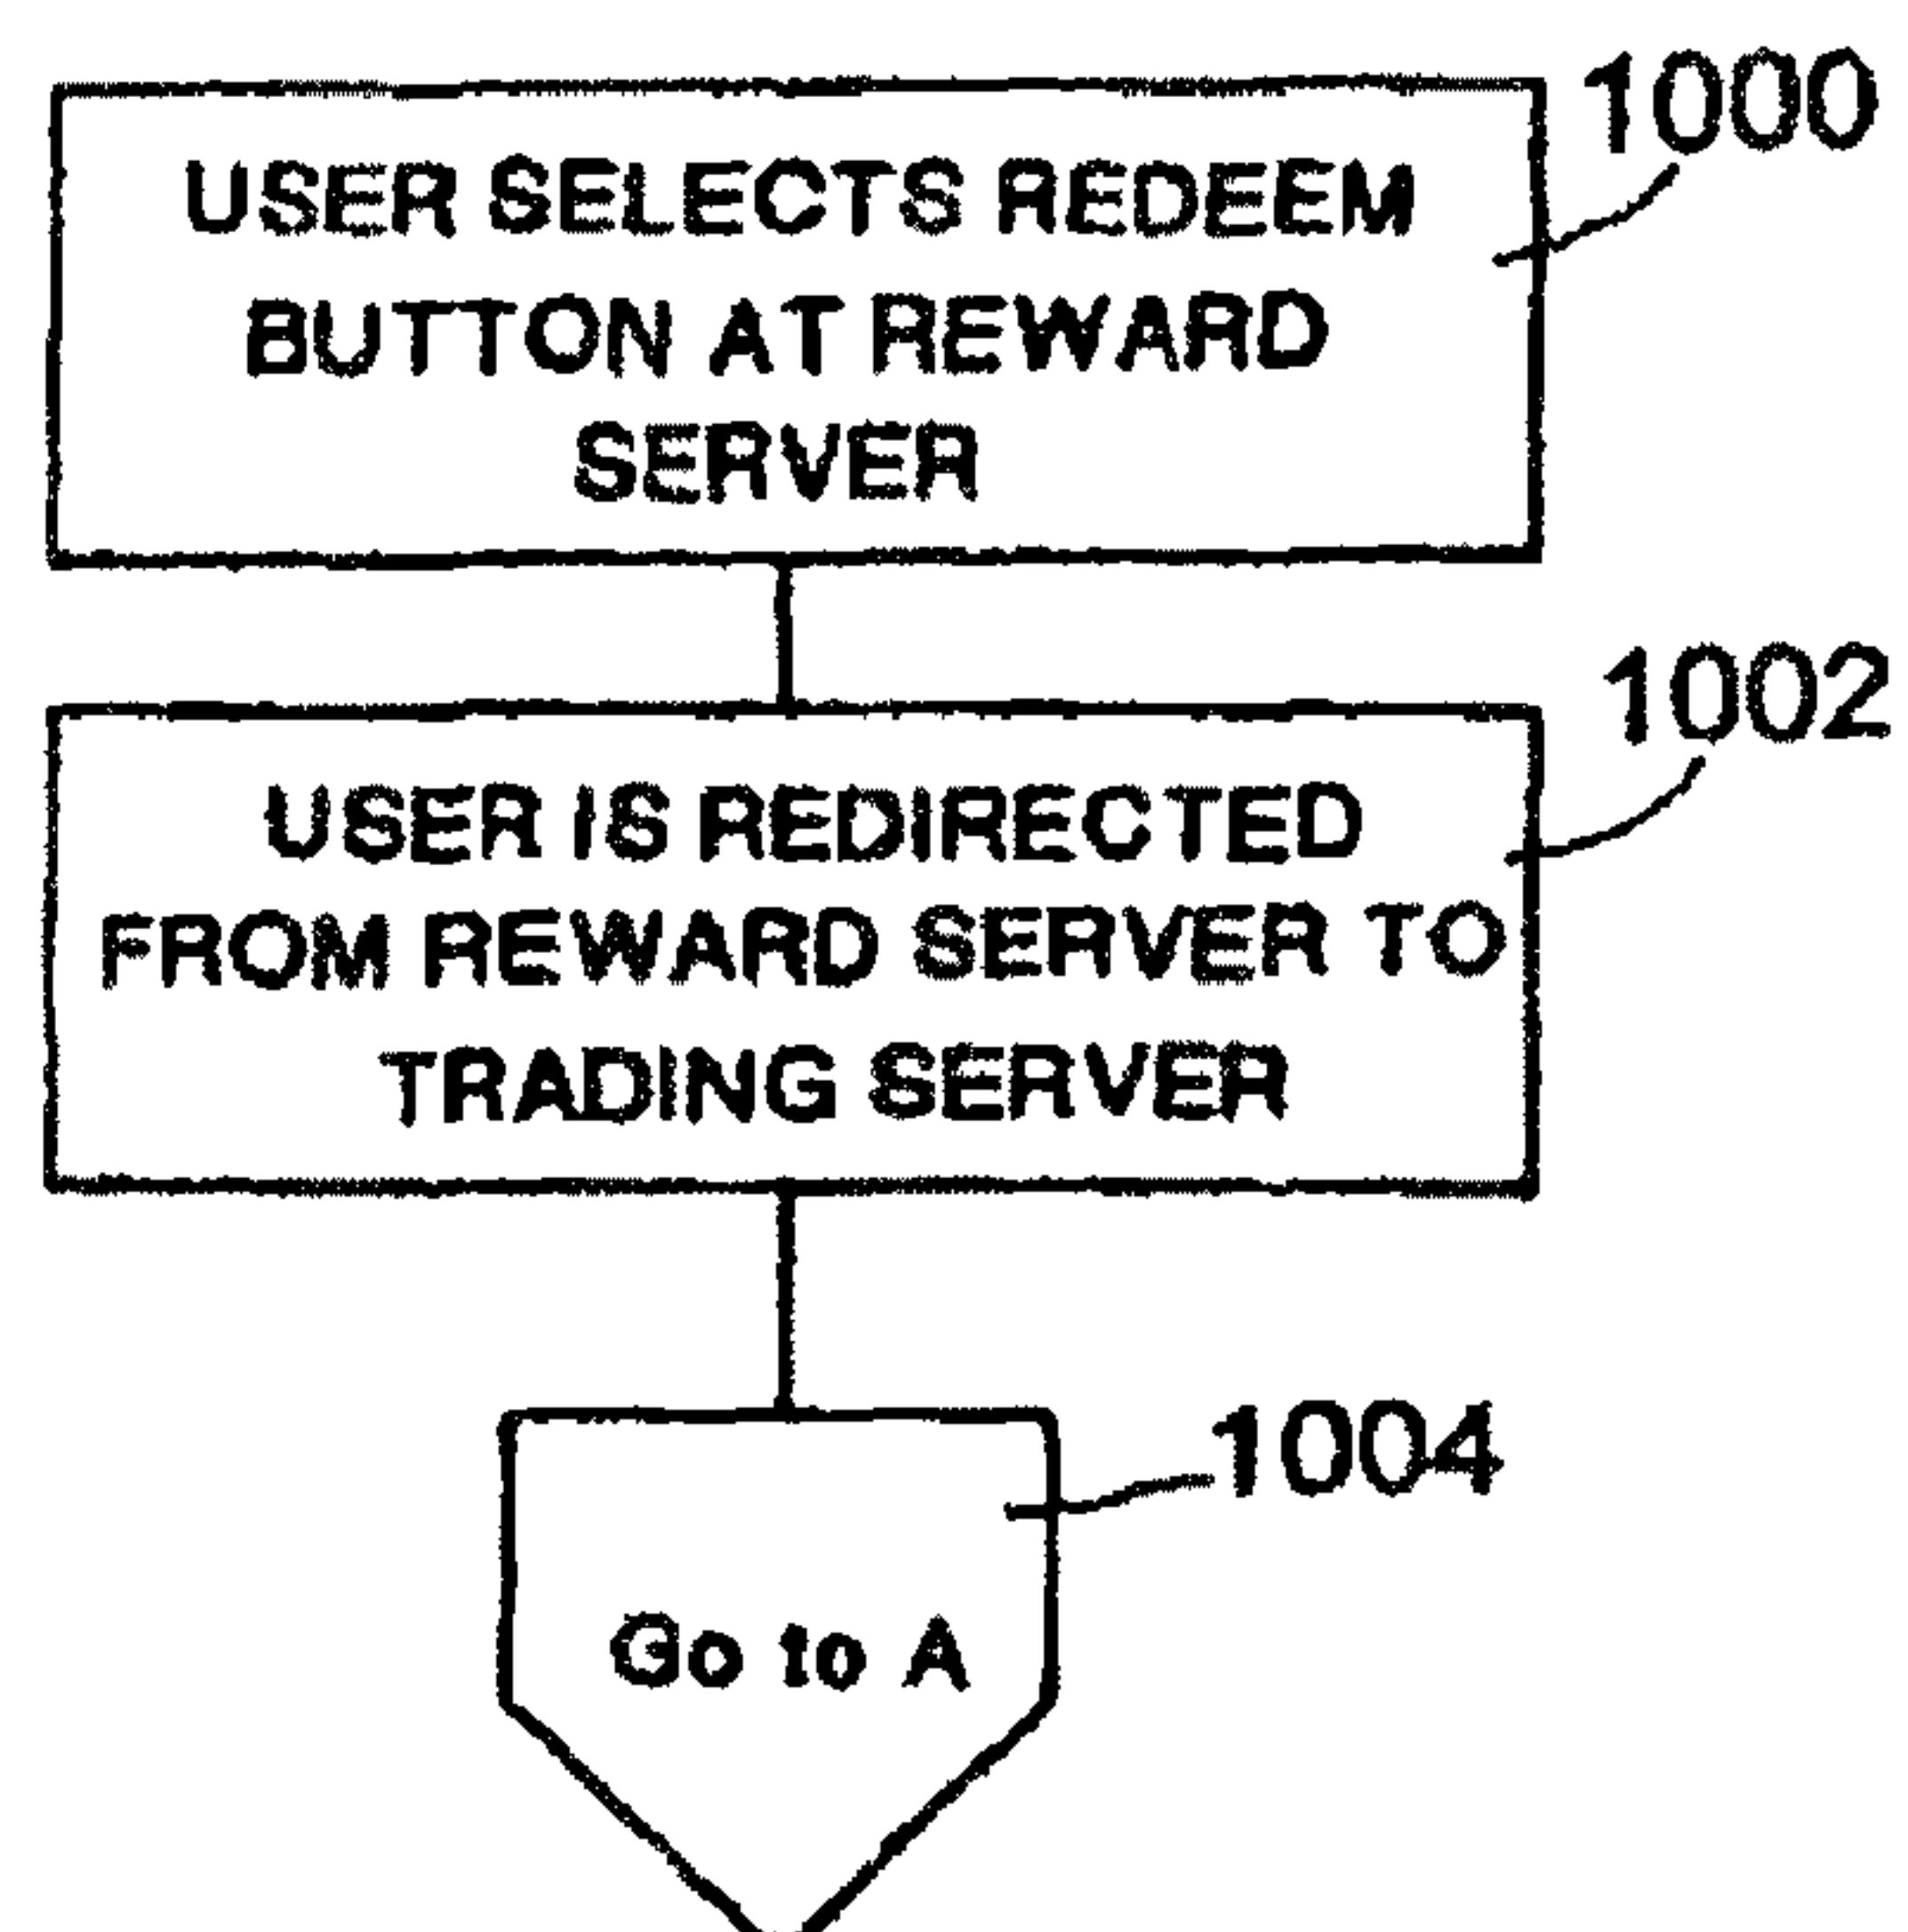 1000
USER SELECTS REDEEM
BUTTON AT REWARD
SERVER
1002
USER IS REDIRECTED
FROM REWARD SERVER TO
TRADING SERVER
1004
Go to A